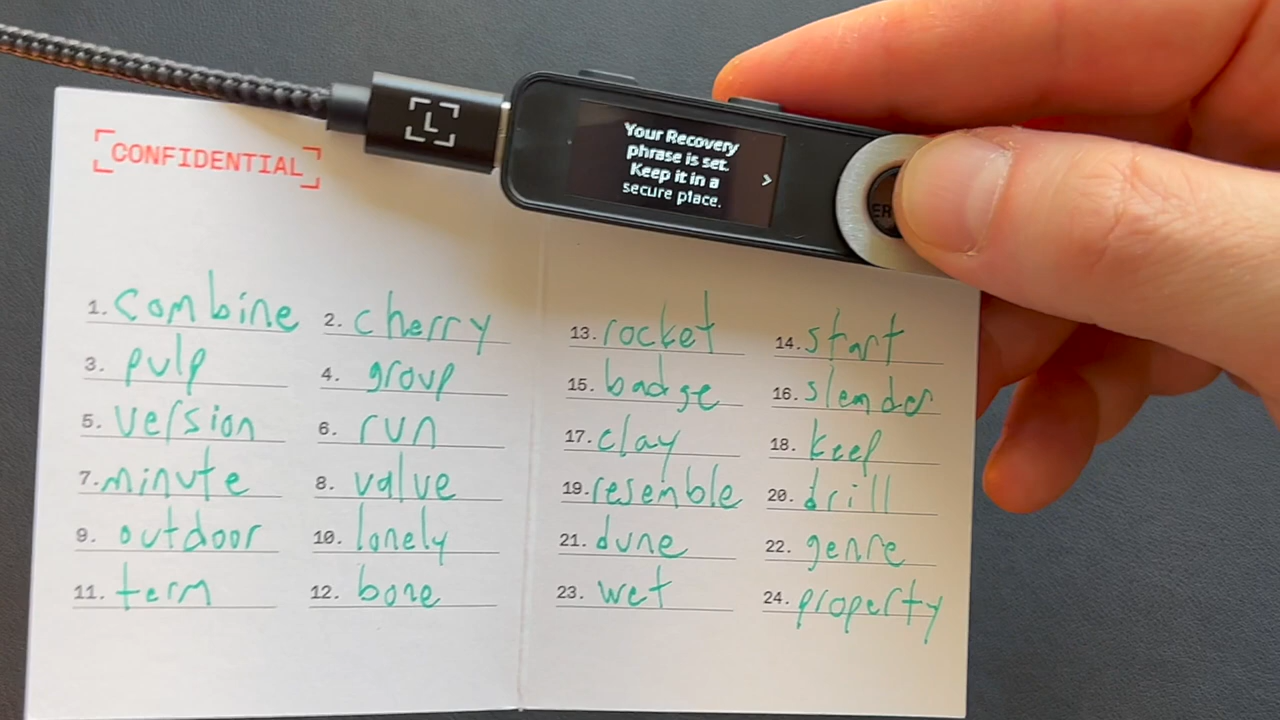 CONFIDENTIAL
L
Your Recovery
phrase is set.
Keep it in a
secure place.
ER
1. combine 2. cherry
3. pulp 4. group
5. version 6. run
7. minute 8. valve
9. outdoor 10. lonely
11. term 12. bone
13. rocket 14. start
15. badge 16. slender
17. clay 18. keep
19. resemble 20. drill
21. dune 22. genre
23. wet 24. property